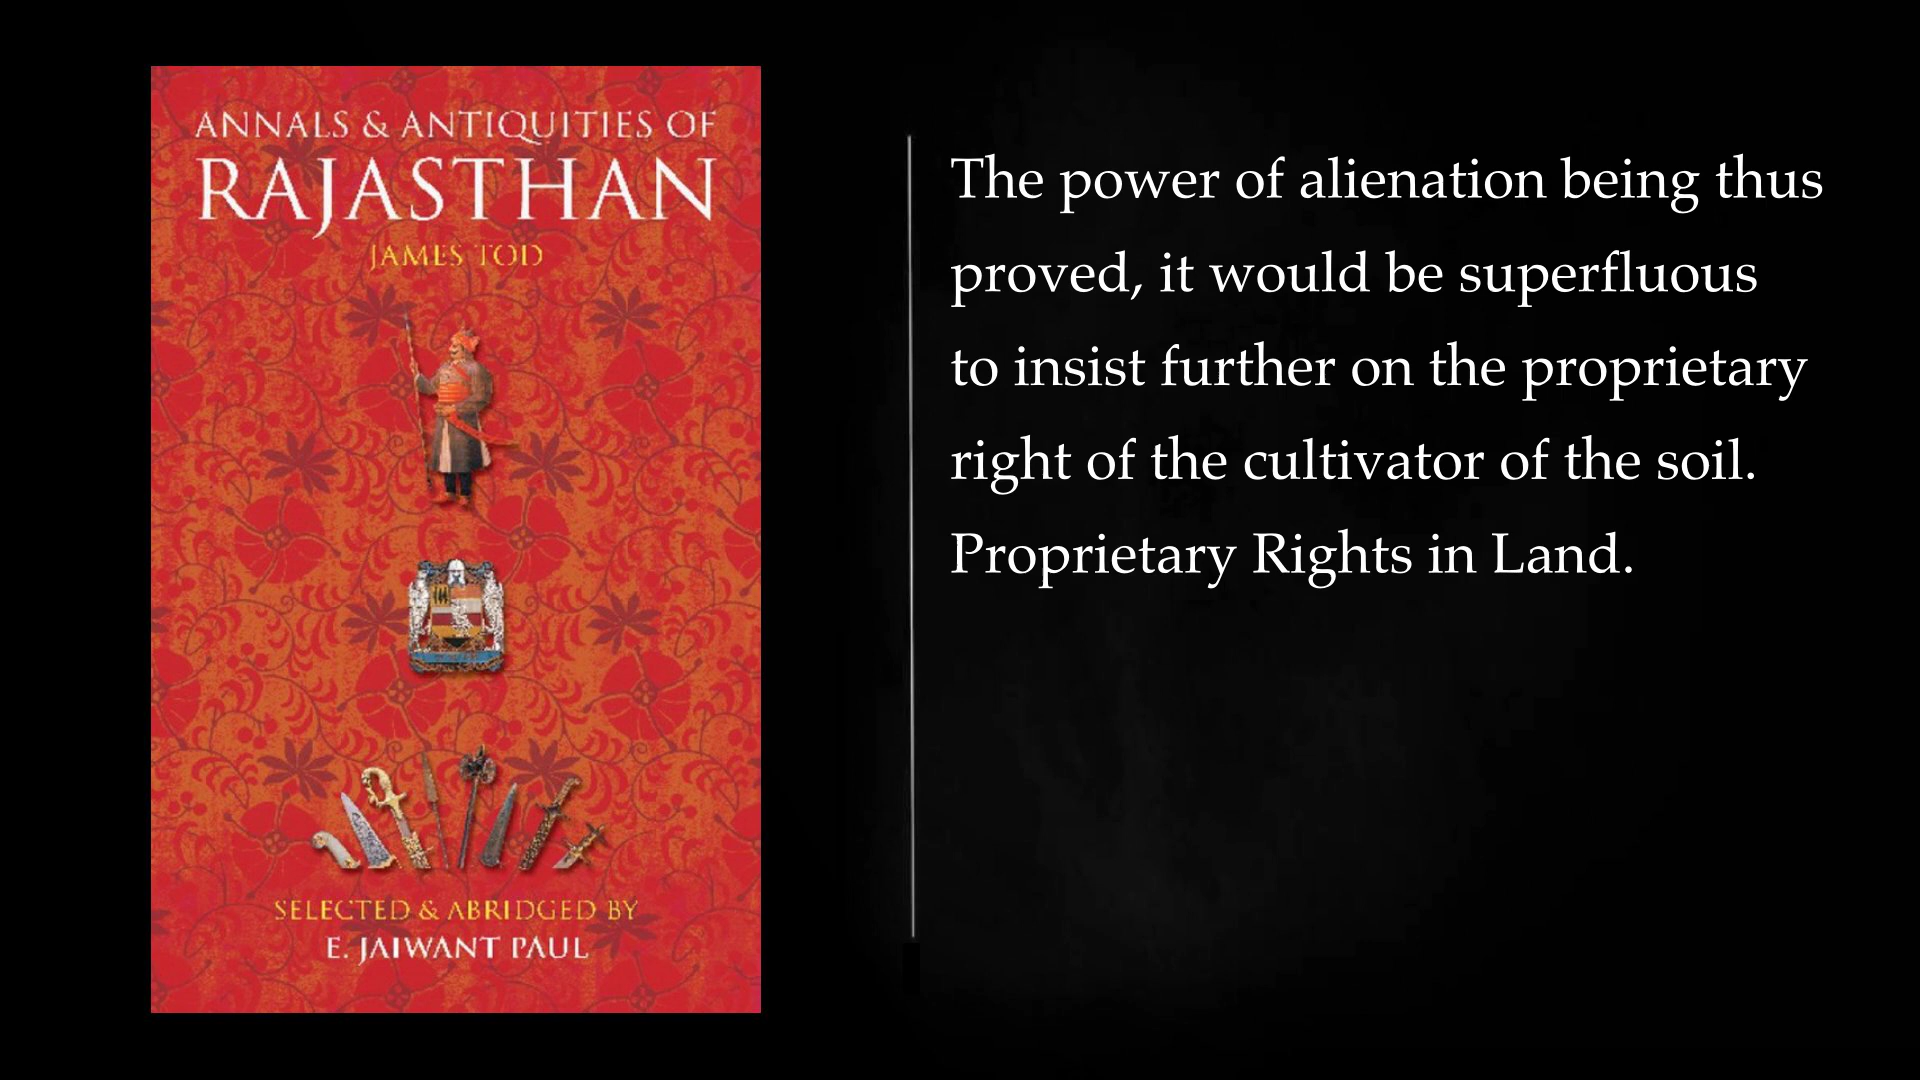 ANNALS & ANTIQUITIES OF
RAJASTHAN
JAMES TOD
SELECTED & ABRIDGED BY
E. JAIWANT PAUL
The power of alienation being thus
proved, it would be superfluous
to insist further on the proprietary
right of the cultivator of the soil.
Proprietary Rights in Land.